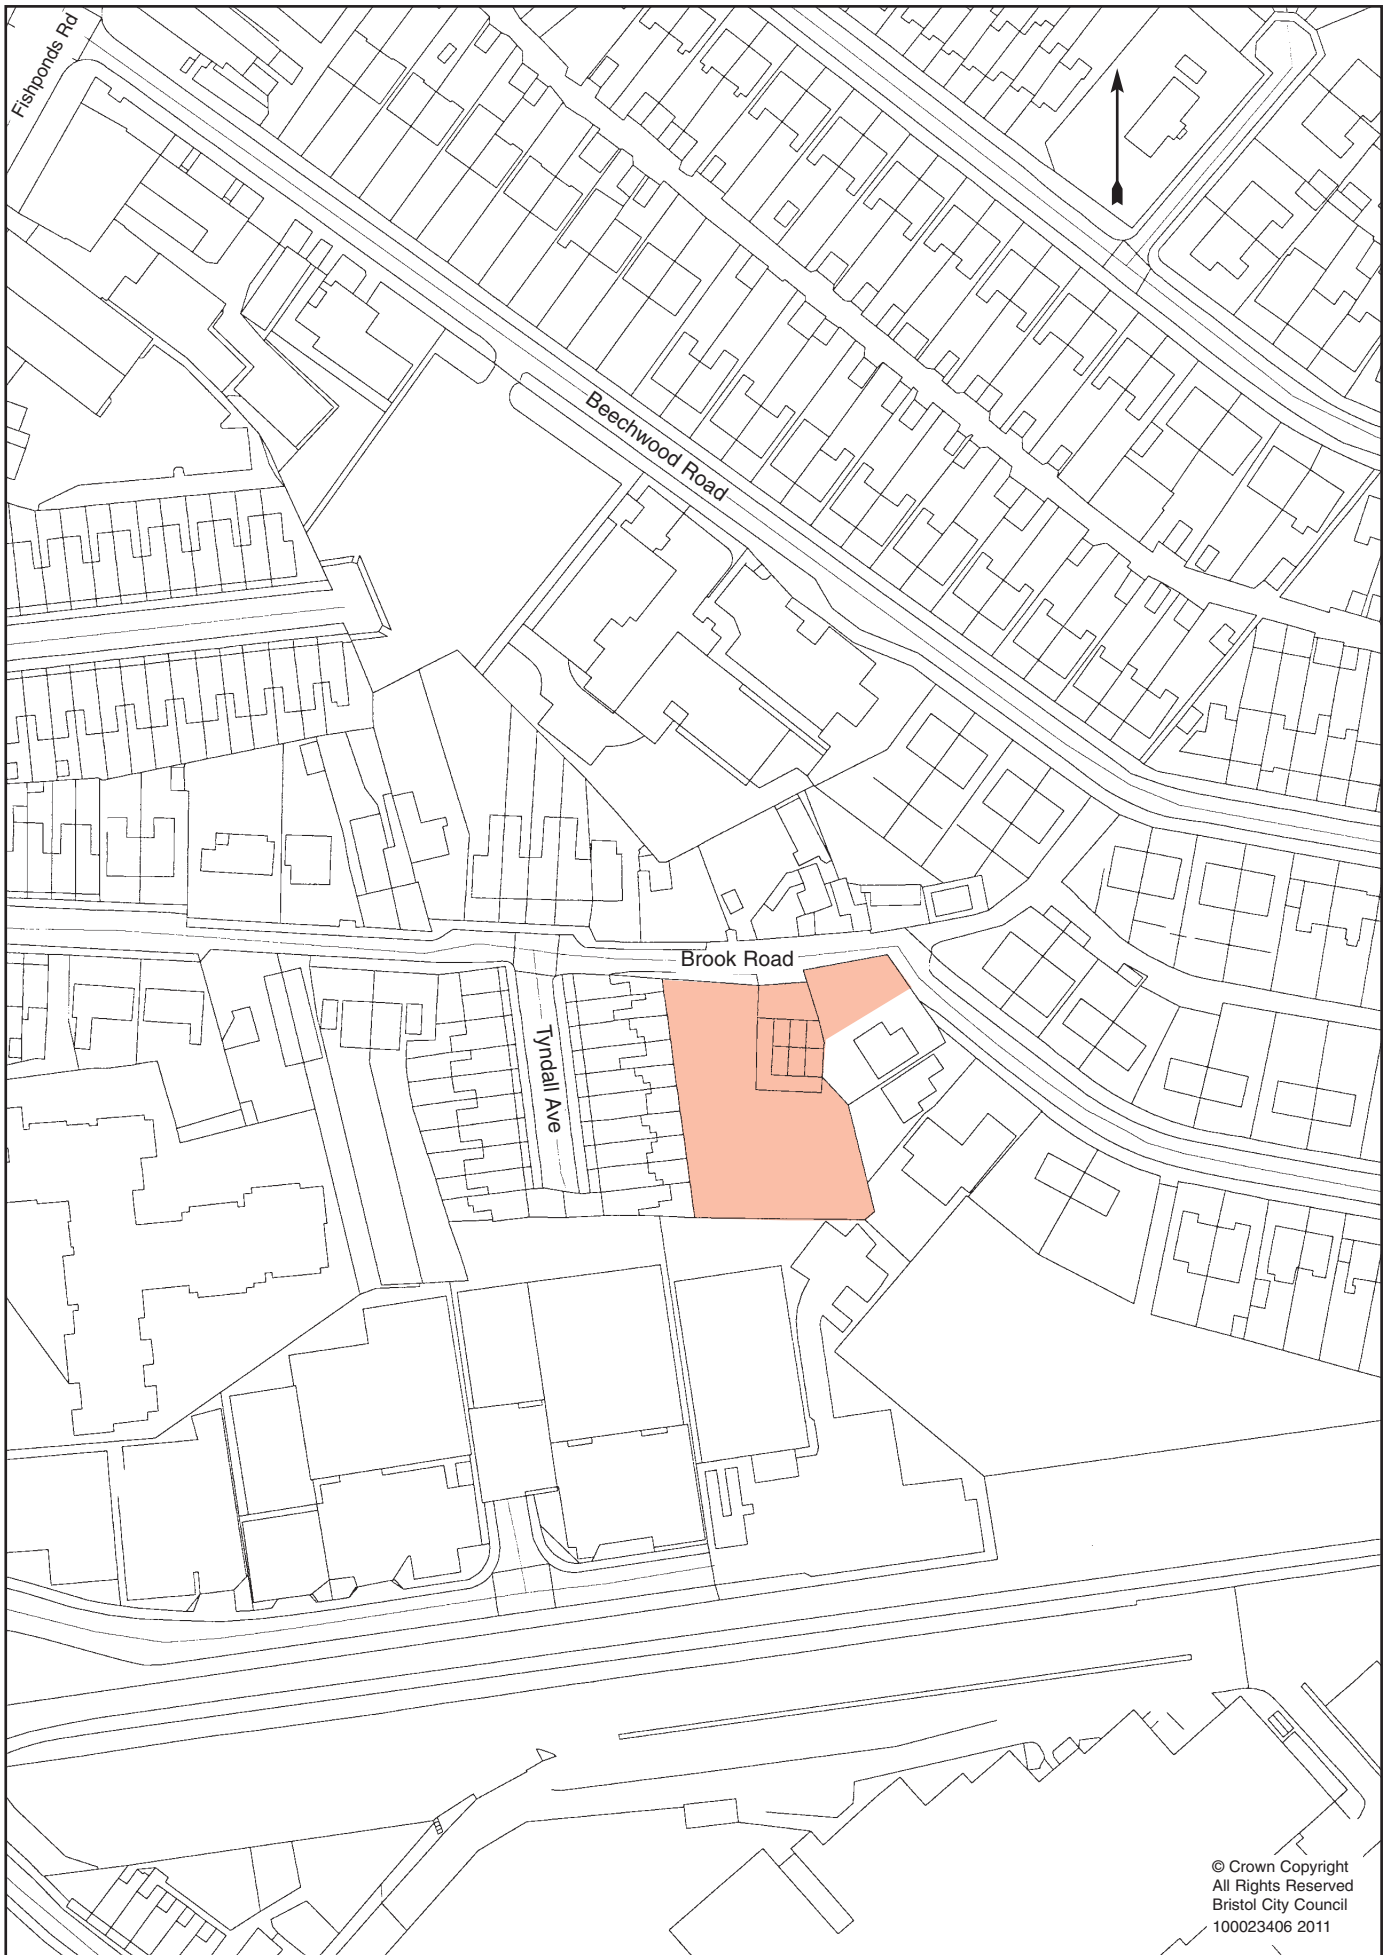 Fishponds Rd
Beechwood Road
Brook Road
Tyndall Ave
© Crown Copyright
All Rights Reserved
Bristol City Council
100023406 2011